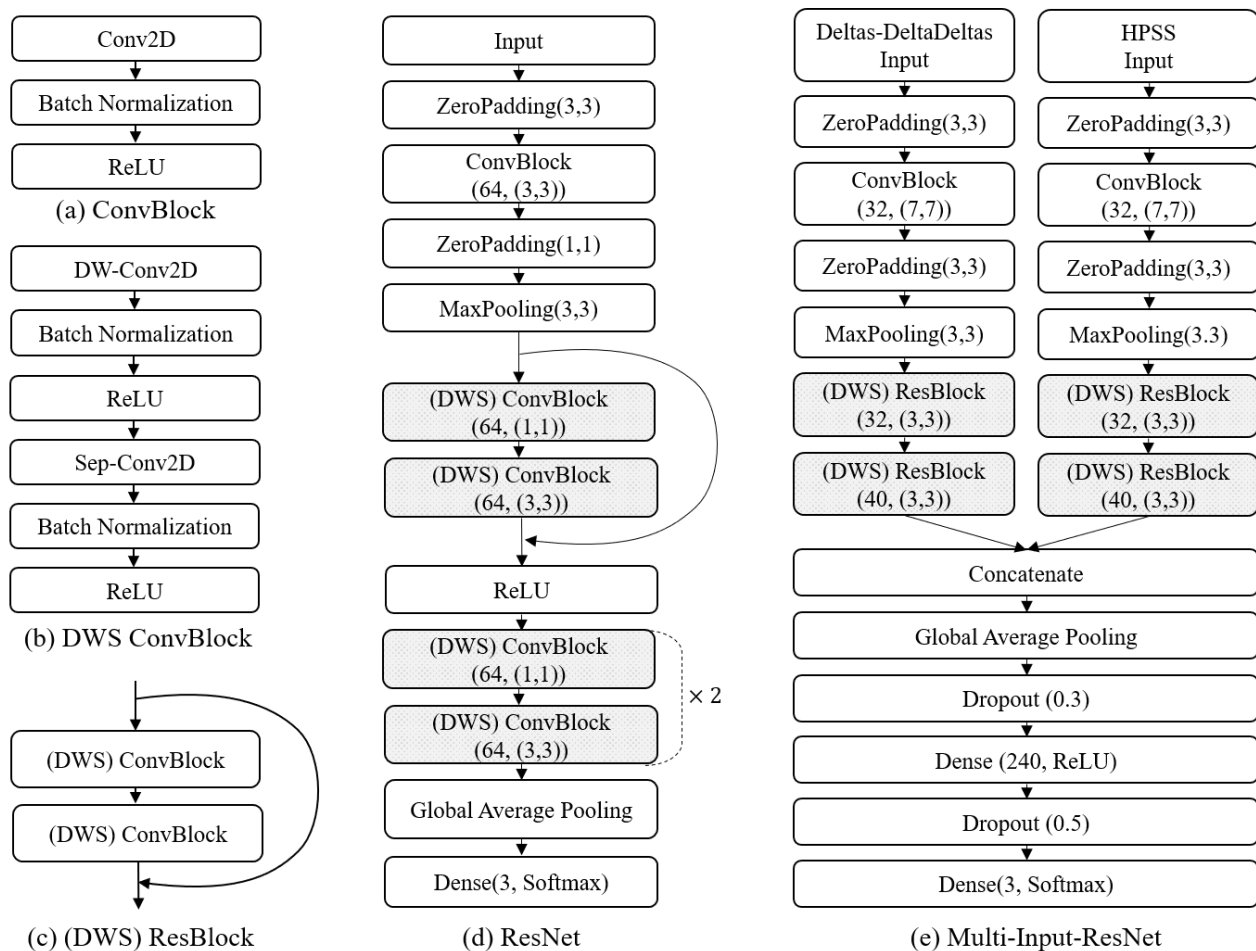 Conv2D
Batch Normalization
ReLU
(a) ConvBlock
DW-Conv2D
Batch Normalization
ReLU
Sep-Conv2D
Batch Normalization
ReLU
(b) DWS ConvBlock
(DWS) ConvBlock
(DWS) ConvBlock
(c) (DWS) ResBlock
Input
ZeroPadding(3,3)
ConvBlock
(64, (3,3))
ZeroPadding(1,1)
MaxPooling(3,3)
(DWS) ConvBlock
(64, (1,1))
(DWS) ConvBlock
(64, (3,3))
ReLU
(DWS) ConvBlock
(64, (1,1))
(DWS) ConvBlock
(64, (3,3))
× 2
Global Average Pooling
Dense(3, Softmax)
(d) ResNet
Deltas-DeltaDeltas
Input
ZeroPadding(3,3)
ConvBlock
(32, (7,7))
ZeroPadding(3,3)
MaxPooling(3,3)
(DWS) ResBlock
(32, (3,3))
(DWS) ResBlock
(40, (3,3))
HPSS
Input
ZeroPadding(3,3)
ConvBlock
(32, (7,7))
ZeroPadding(3,3)
MaxPooling(3.3)
(DWS) ResBlock
(32, (3,3))
(DWS) ResBlock
(40, (3,3))
Concatenate
Global Average Pooling
Dropout (0.3)
Dense (240, ReLU)
Dropout (0.5)
Dense(3, Softmax)
(e) Multi-Input-ResNet